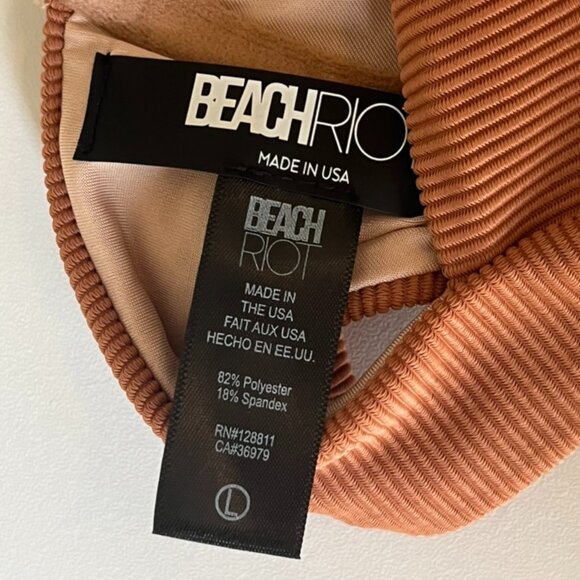 BEACHRIOT
MADE IN USA
BEACH
RIOT
MADE IN
THE USA
FAIT AUX USA
HECHO EN EE.UU.
82% Polyester
18% Spandex
RN#128811
CA#36979
L